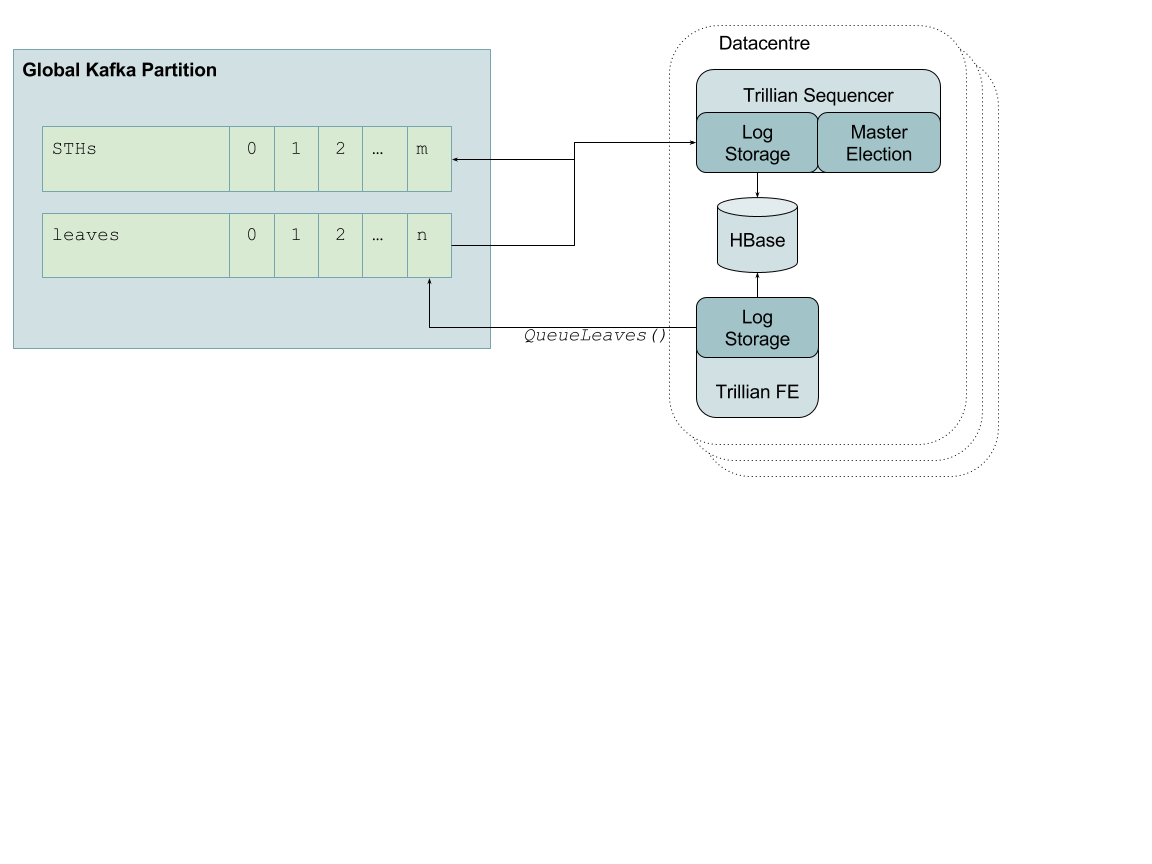 Datacentre
Global Kafka Partition
Trillian Sequencer
STHs 0 1 2 … m
Log
Storage
Master
Election
leaves 0 1 2 … n
HBase
QueueLeaves()
Log
Storage
Trillian FE